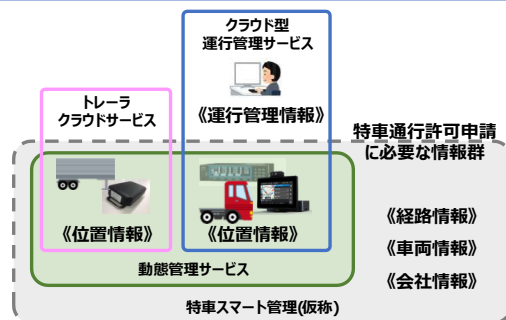 クラウド型
運行管理サービス
トレーラ
クラウドサービス
《運行管理情報》
特車通行許可申請
に必要な情報群
《位置情報》
《位置情報》
《経路情報》
《車両情報》
《会社情報》
動態管理サービス
特車スマート管理(仮称)